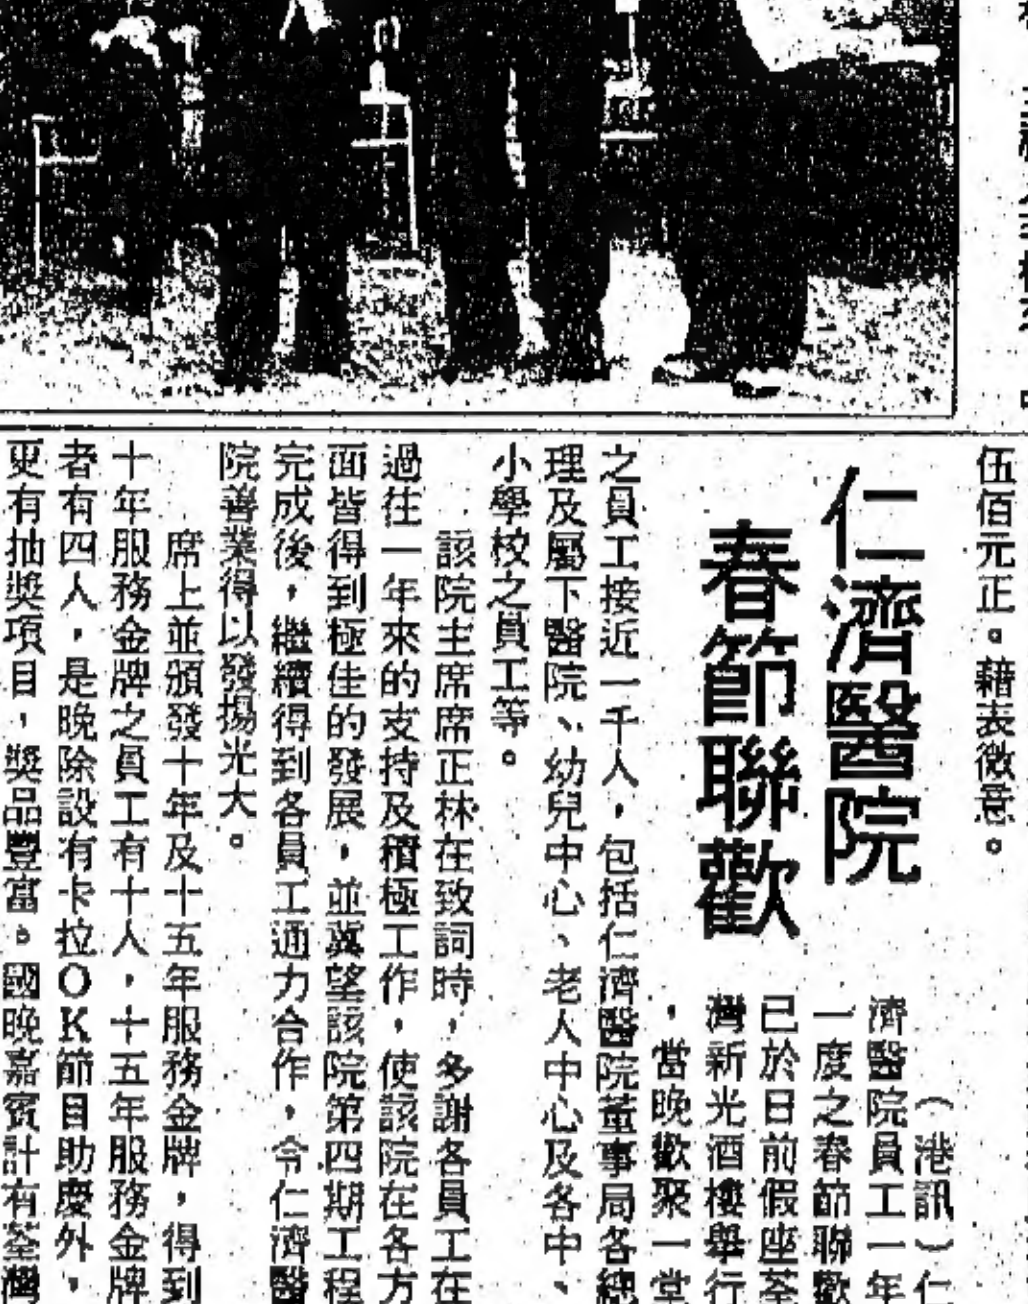 伍佰元正。藉表微意。
仁濟醫院
春節聯歡
（港訊）仁
濟醫院員工一年
一度之春節聯歡
已於日前假座荃
灣新光酒樓舉行
，當晚歡聚一堂
之員工接近一千人，包括仁濟醫院董事局各總
理及屬下醫院、幼兒中心、老人中心及各中、
小學校之員工等。
該院主席席正林在致詞時，多謝各員工在
過往一年來的支持及積極工作，使該院在各方
面皆得到極佳的發展，並冀望該院第四期工程
完成後，繼續得到各員工通力合作，令仁濟醫
院善業得以發揚光大。
席上並頒發十年及十五年服務金牌，得到
十年服務金牌之員工有十人，十五年服務金牌
者有四人，是晚除設有卡拉OK節目助慶外，
更有抽獎項目，獎品豐富。國晚嘉賓計有荃灣